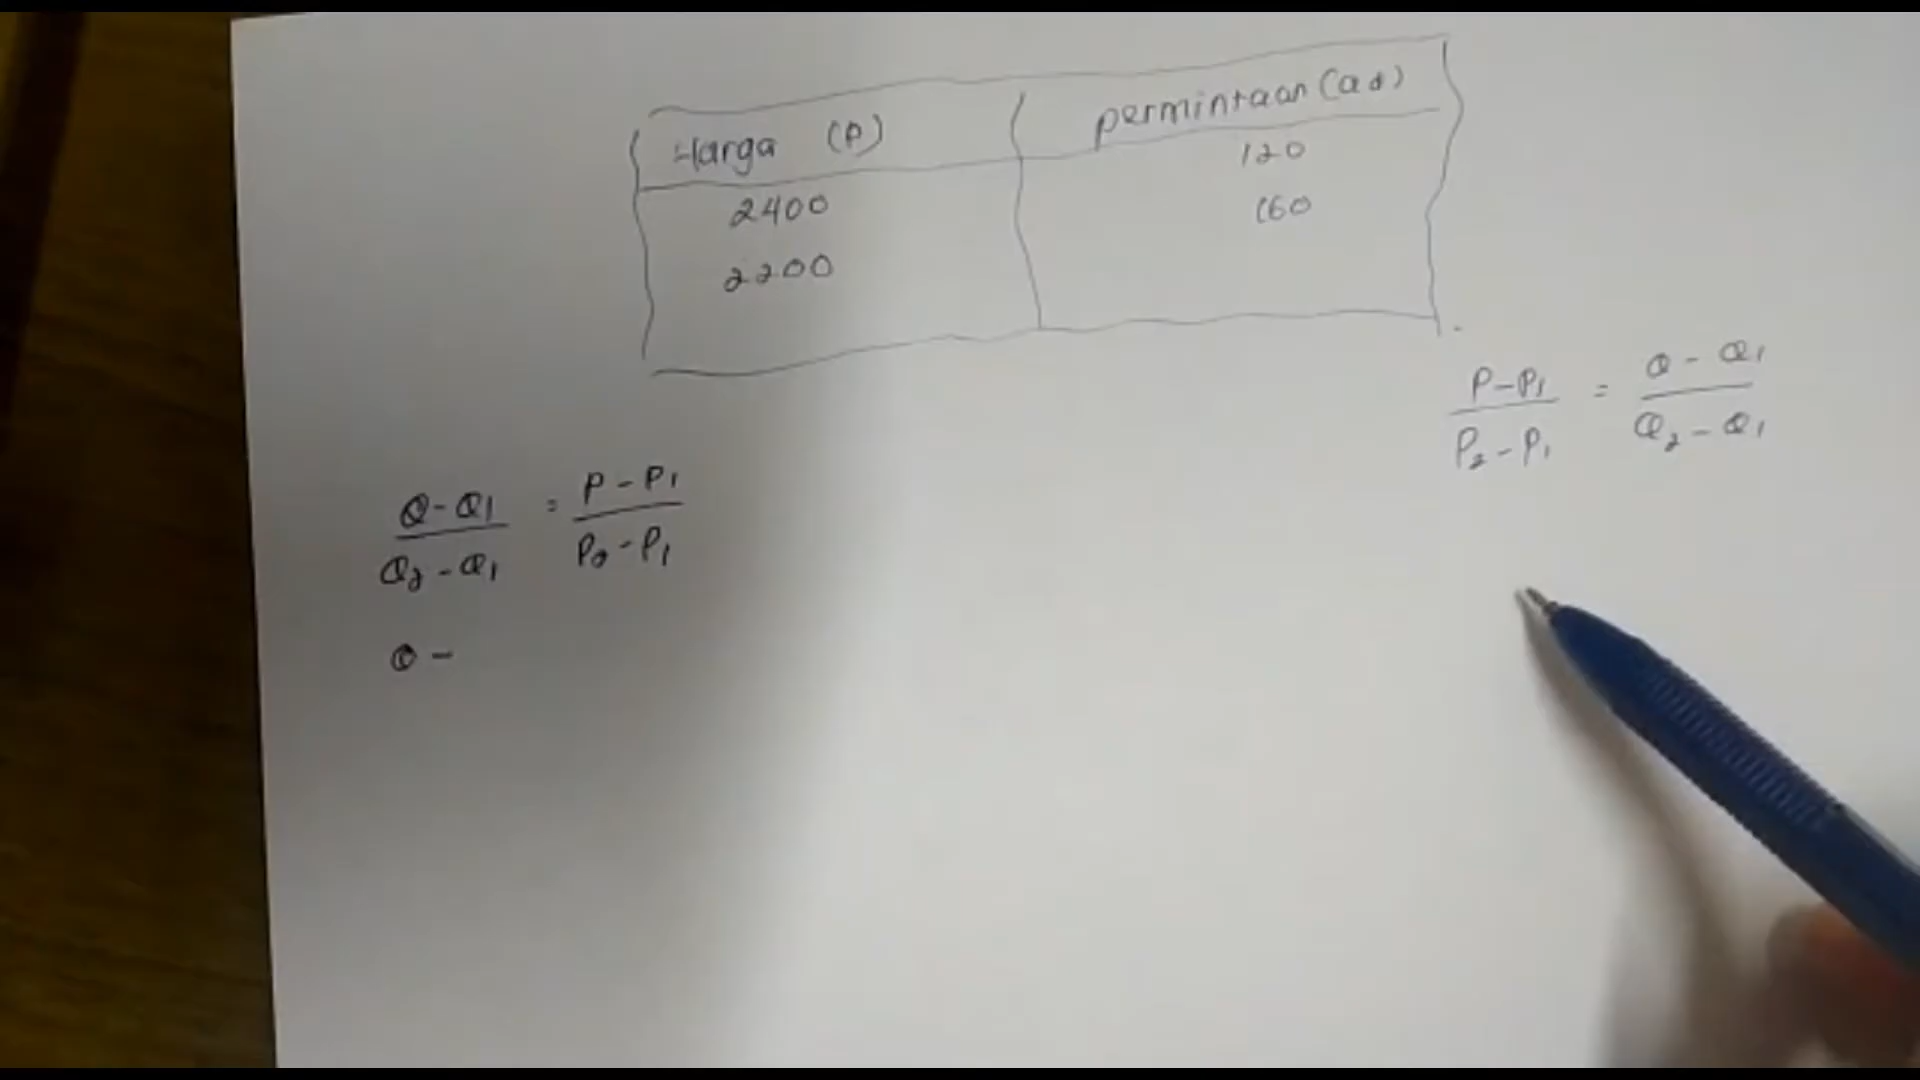 Harga (P) permintaan (Qd)
2400 120
2200 160
P - P1 / P2 - P1 = Q - Q1 / Q2 - Q1
Q - Q1 / Q2 - Q1 = P - P1 / P2 - P1
Q -